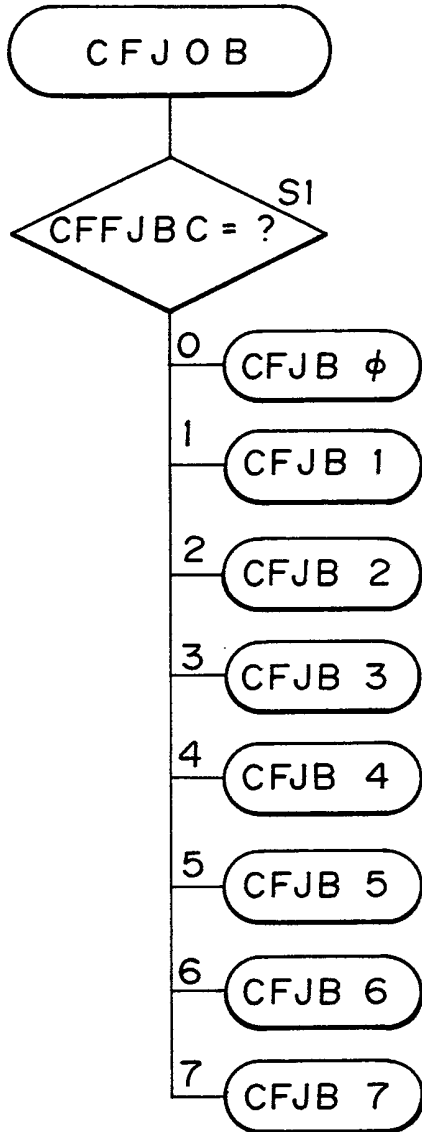 CFJOB
S1
CFFJBC = ?
0
CFJB ϕ
1
CFJB 1
2
CFJB 2
3
CFJB 3
4
CFJB 4
5
CFJB 5
6
CFJB 6
7
CFJB 7